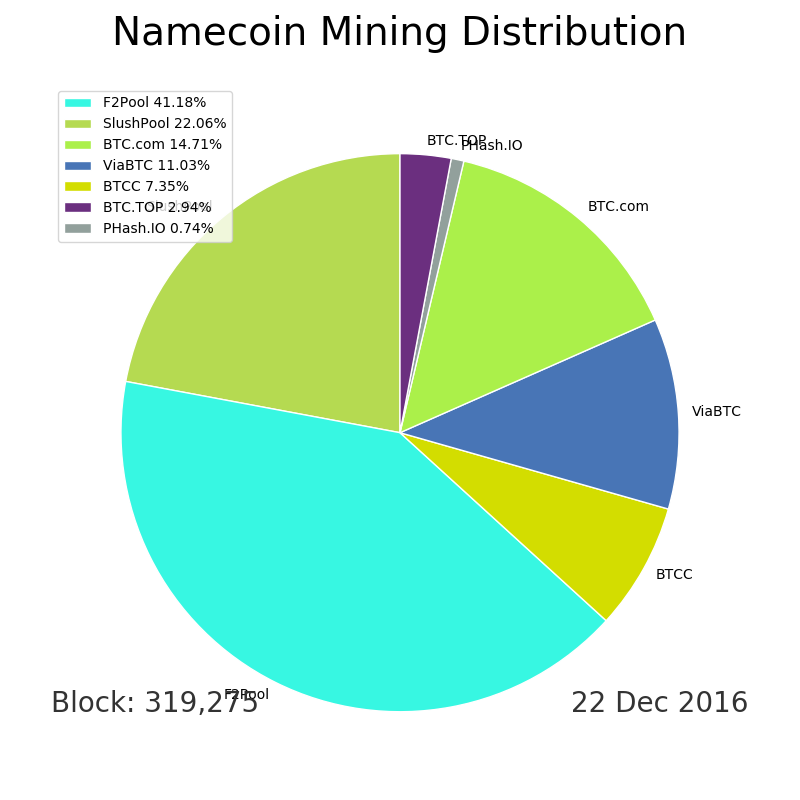 Namecoin Mining Distribution
F2Pool 41.18%
SlushPool 22.06%
BTC.com 14.71%
ViaBTC 11.03%
BTCC 7.35%
BTC.TOP 2.94%
PHash.IO 0.74%
BTC.TOP
PHash.IO
BTC.com
SlushPool
ViaBTC
BTCC
F2Pool
Block: 319,275
22 Dec 2016